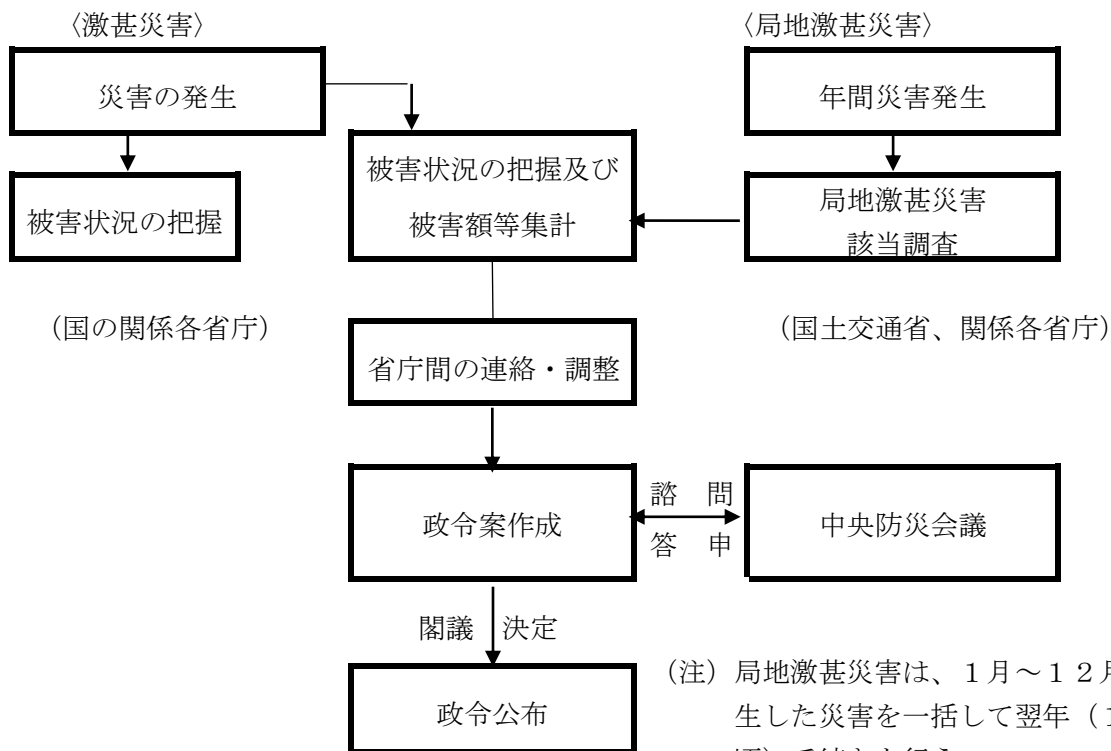 〈激甚災害〉
〈局地激甚災害〉
災害の発生
年間災害発生
被害状況の把握及び
被害額等集計
被害状況の把握
局地激甚災害
該当調査
(国の関係各省庁)
(国土交通省、関係各省庁)
省庁間の連絡・調整
政令案作成
諮 問
答 申
中央防災会議
閣議 決定
政令公布
(注)局地激甚災害は、1月~12月
生した災害を一括して翌年(1